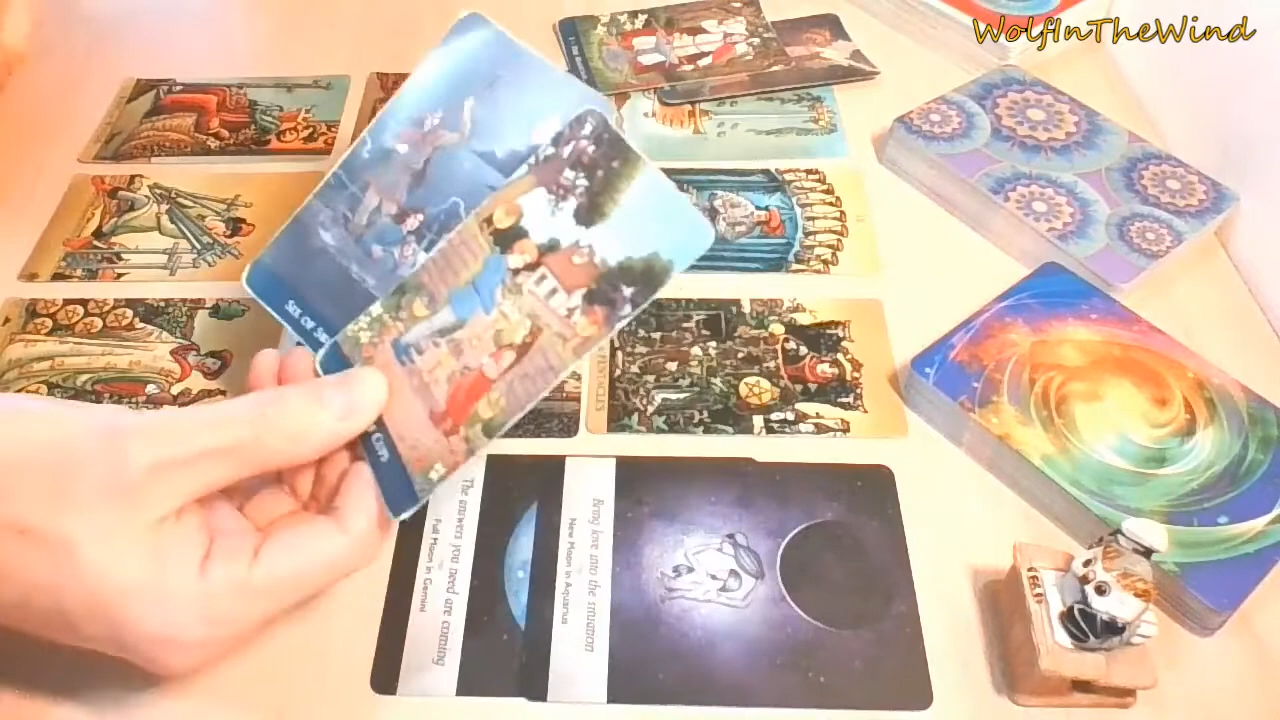 WolfInTheWind
SIX OF
CUPS
PENTACLES
The answers you need are coming
Full Moon in Gemini
Bring love into the situation
New Moon in Aquarius